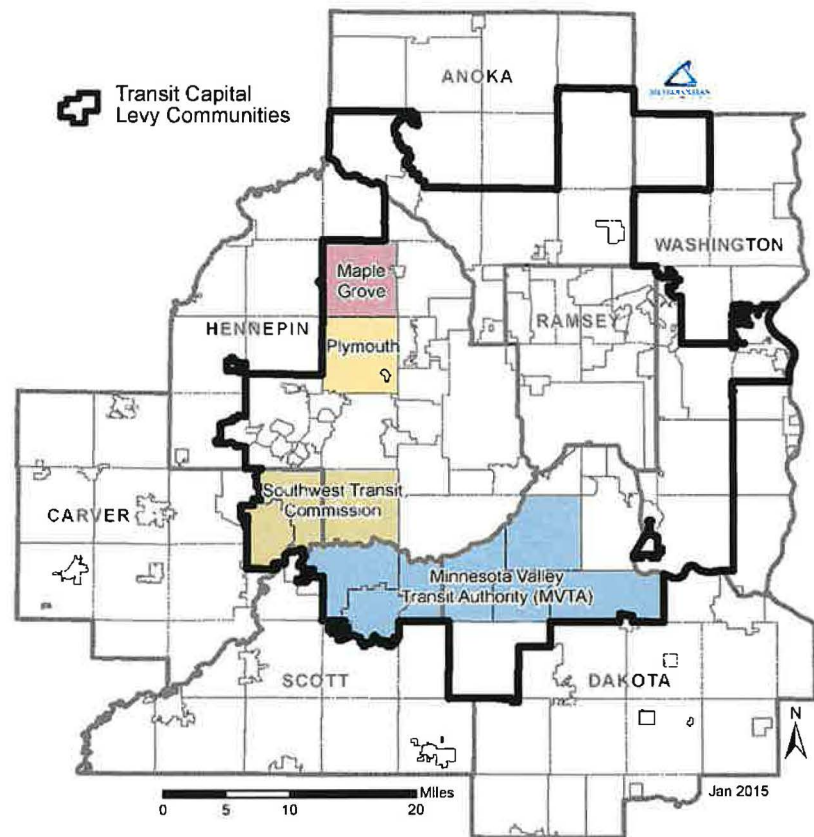 ANOKA
Transit Capital
Levy Communities
WASHINGTON
Maple
Grove
HENNEPIN
RAMSEY
Plymouth
Southwest Transit
Commission
CARVER
Minnesota Valley
Transit Authority (MVTA)
SCOTT
DAKOTA
N
Miles
Jan 2015
0 5 10 20